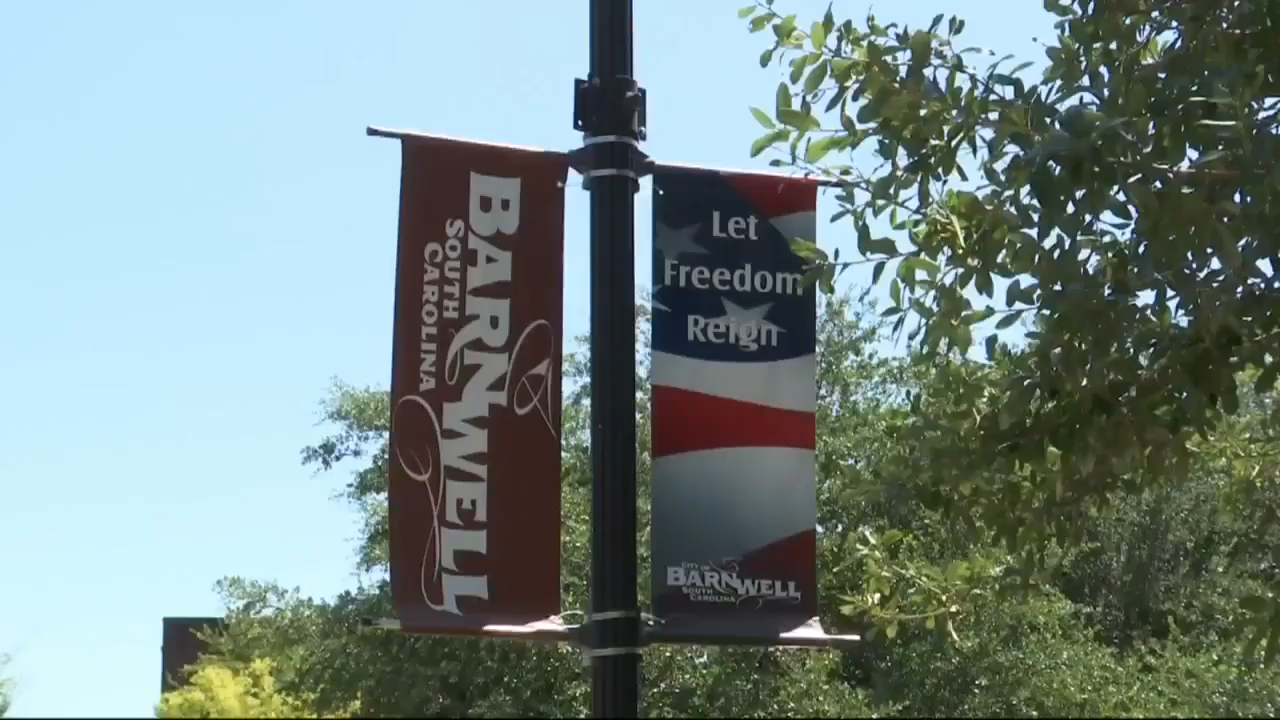 BARNWELL
SOUTH
CAROLINA
Let
Freedom
Reign
CITY OF
BARNWELL
SOUTH
CAROLINA